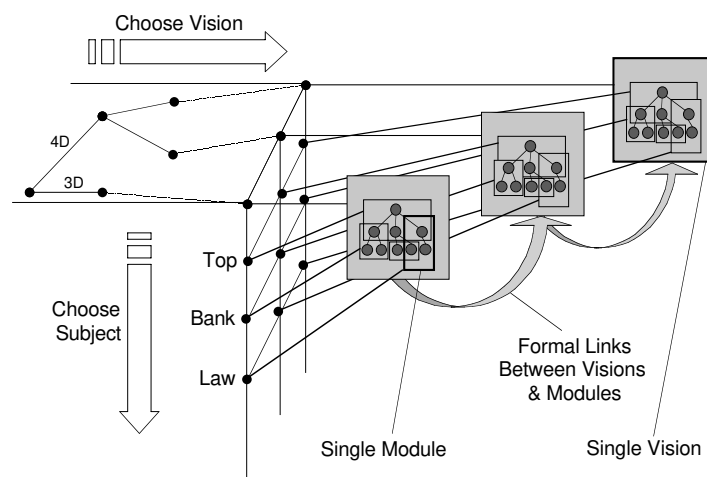 Choose Vision
4D
3D
Top
Choose
Subject
Bank
Law
Formal Links
Between Visions
& Modules
Single Module
Single Vision